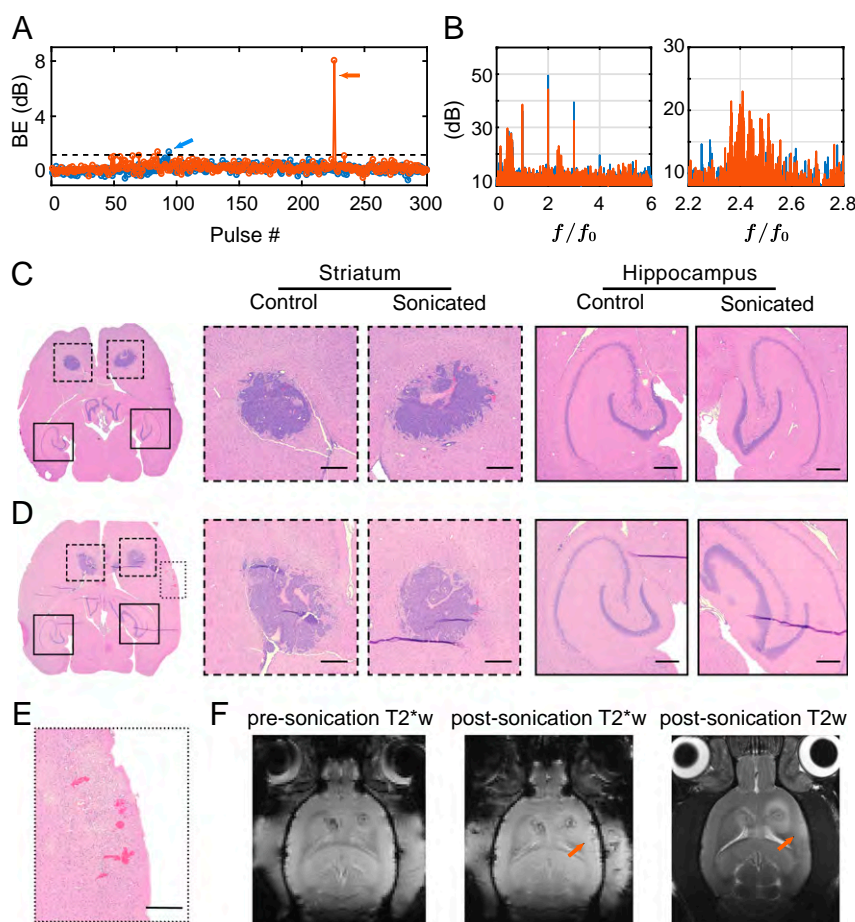 A
BE (dB)
8
4
0
0 50 100 150 200 250 300
Pulse #
B
(dB)
50
30
10
0 2 4 6
f/f₀
30
20
10
2.2 2.4 2.6 2.8
f/f₀
C
Striatum
Hippocampus
Control
Sonicated
Control
Sonicated
D
E
F
pre-sonication T2*w
post-sonication T2*w
post-sonication T2w